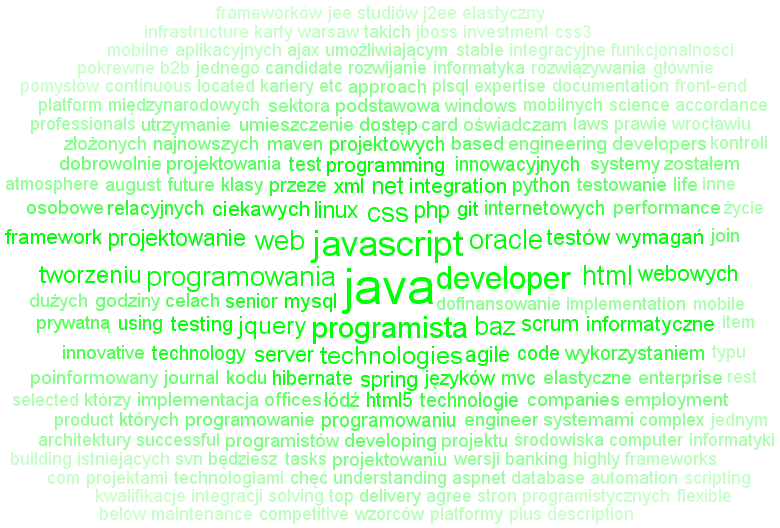 frameworków jee studiów j2ee elastyczny
infrastructure karty warsaw takich jboss investment css3
mobilne aplikacyjnych ajax umożliwiającym stable integracyjne funkcjonalności
pokrewne b2b jednego candidate rozwijanie informatyka rozwiązywania głównie
pomysłów continuous located kariery etc approach plsql expertise documentation front-end
platform międzynarodowych sektora podstawowa windows mobilnych science accordance
professionals utrzymanie umieszczenie dostęp card oświadczam laws prawie wrocławiu
złożonych najnowszych maven projektowych based engineering developers kontroli
dobrowolnie projektowania test programming innowacyjnych systemy zostałem
atmosphere august future klasy przeze xml net integration python testowanie life inne
osobowe relacyjnych ciekawych linux css php git internetowych performance życie
framework projektowanie web javascript oracle testów wymagań join
tworzeniu programowania java developer html webowych
dużych godziny celach senior mysql dofinansowanie implementation mobile
prywatną using testing jquery programista baz scrum informatyczne item
innovative technology server technologies agile code wykorzystaniem typu
poinformowany journal kodu hibernate spring języków mvc elastyczne enterprise rest
selected którzy implementacja offices łódź html5 technologie companies employment
product których programowanie programowaniu engineer systemami complex jednym
architektury successful programistów developing projektu środowiska computer informatyki
building istniejących svn będziesz tasks projektowaniu wersji banking highly frameworks
com projektami technologiami chęć understanding aspnet database automation scripting
kwalifikacje integracji solving top delivery agree stron programistycznych flexible
below maintenance competitive wzorców platformy plus description